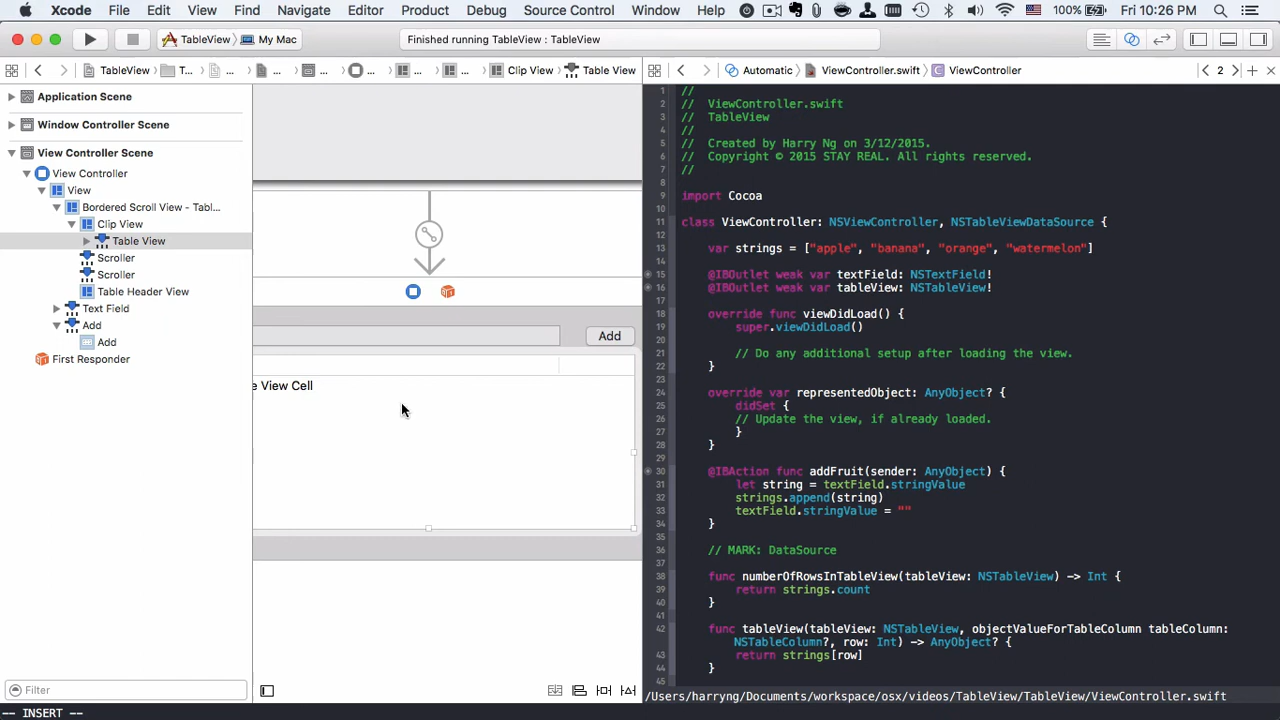 Xcode File Edit View Find Navigate Editor Product Debug Source Control Window Help 100% Fri 10:26 PM
TableView My Mac
Finished running TableView : TableView
TableView T... ... ... ... ... ... ... Clip View Table View
Automatic ViewController.swift ViewController 2
Application Scene
Window Controller Scene
View Controller Scene
View Controller
View
Bordered Scroll View - Tabl...
Clip View
Table View
Scroller
Scroller
Table Header View
Text Field
Add
Add
First Responder
Filter
-- INSERT --
Add
e View Cell
1 //
2 // ViewController.swift
3 // TableView
4 //
5 // Created by Harry Ng on 3/12/2015.
6 // Copyright © 2015 STAY REAL. All rights reserved.
7 //
8
9 import Cocoa
10
11 class ViewController: NSViewController, NSTableViewDataSource {
12
13 var strings = ["apple", "banana", "orange", "watermelon"]
14
15 @IBOutlet weak var textField: NSTextField!
16 @IBOutlet weak var tableView: NSTableView!
17
18 override func viewDidLoad() {
19 super.viewDidLoad()
20
21 // Do any additional setup after loading the view.
22 }
23
24 override var representedObject: AnyObject? {
25 didSet {
26 // Update the view, if already loaded.
27 }
28 }
29
30 @IBAction func addFruit(sender: AnyObject) {
31 let string = textField.stringValue
32 strings.append(string)
33 textField.stringValue = ""
34 }
35
36 // MARK: DataSource
37
38 func numberOfRowsInTableView(tableView: NSTableView) -> Int {
39 return strings.count
40 }
41
42 func tableView(tableView: NSTableView, objectValueForTableColumn tableColumn:
NSTableColumn?, row: Int) -> AnyObject? {
43 return strings[row]
44 }
45
/Users/harryng/Documents/workspace/osx/videos/TableView/TableView/ViewController.swift